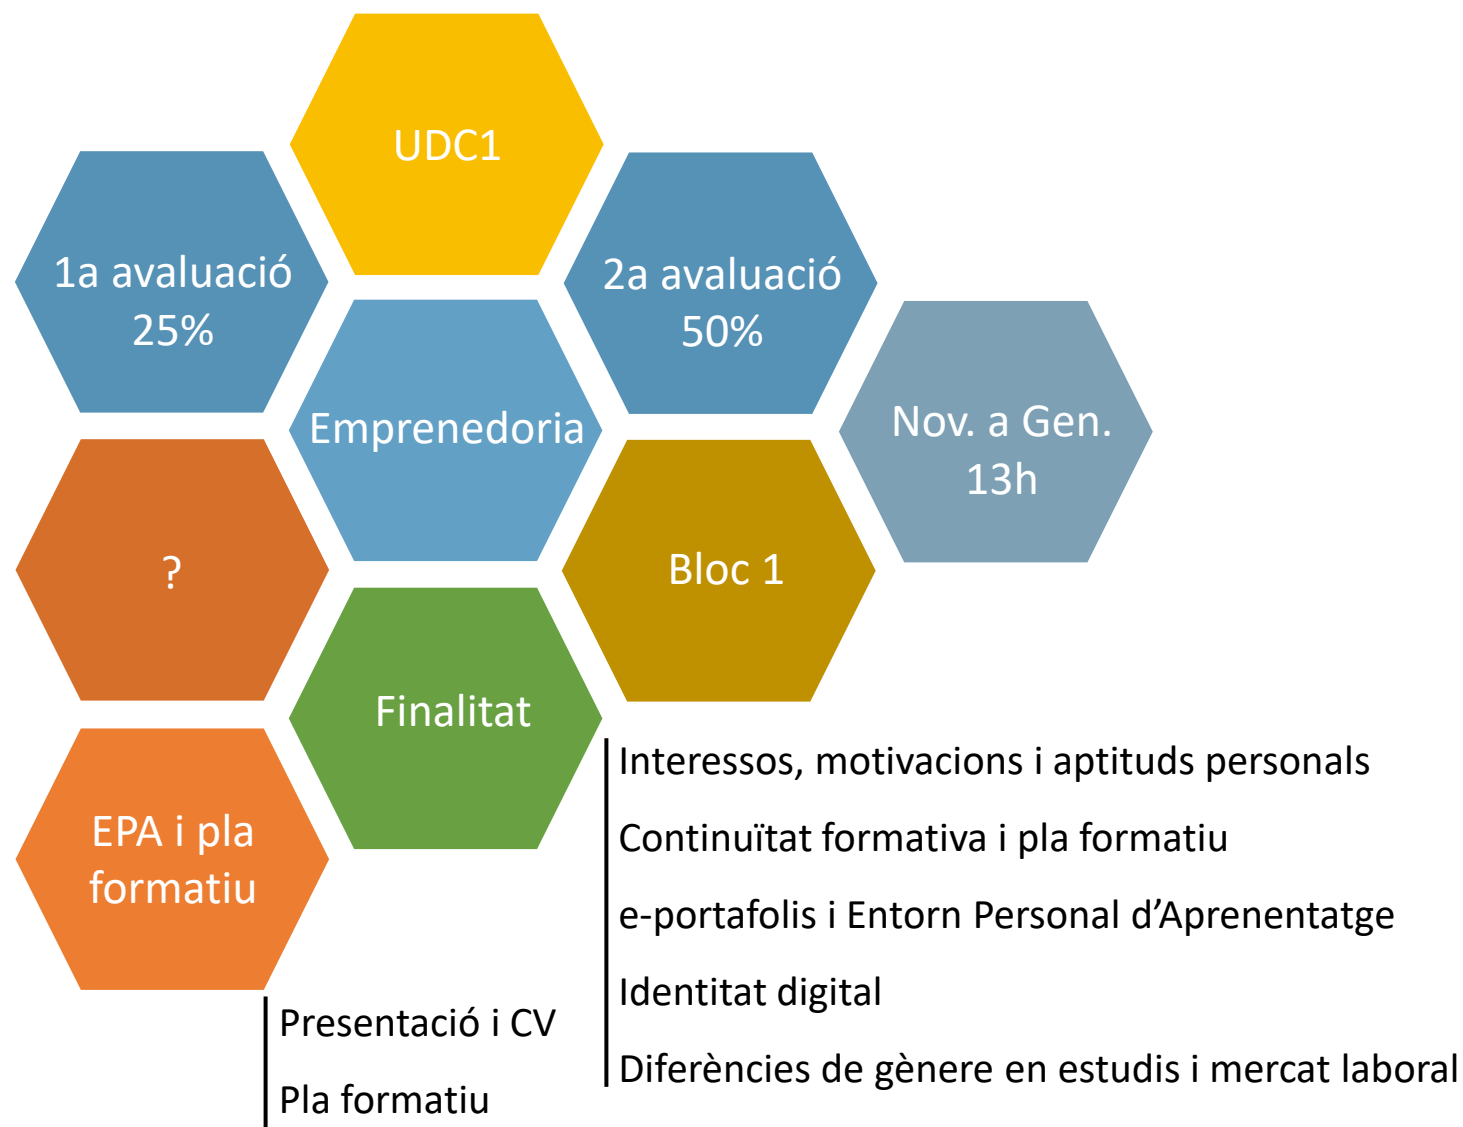 UDC1
1a avaluació
25%
2a avaluació
50%
Emprenedoria
Nov. a Gen.
13h
?
Bloc 1
Finalitat
EPA i pla
formatiu
Interessos, motivacions i aptituds personals
Continuïtat formativa i pla formatiu
e-portafolis i Entorn Personal d’Aprenentatge
Identitat digital
Diferències de gènere en estudis i mercat laboral
Presentació i CV
Pla formatiu